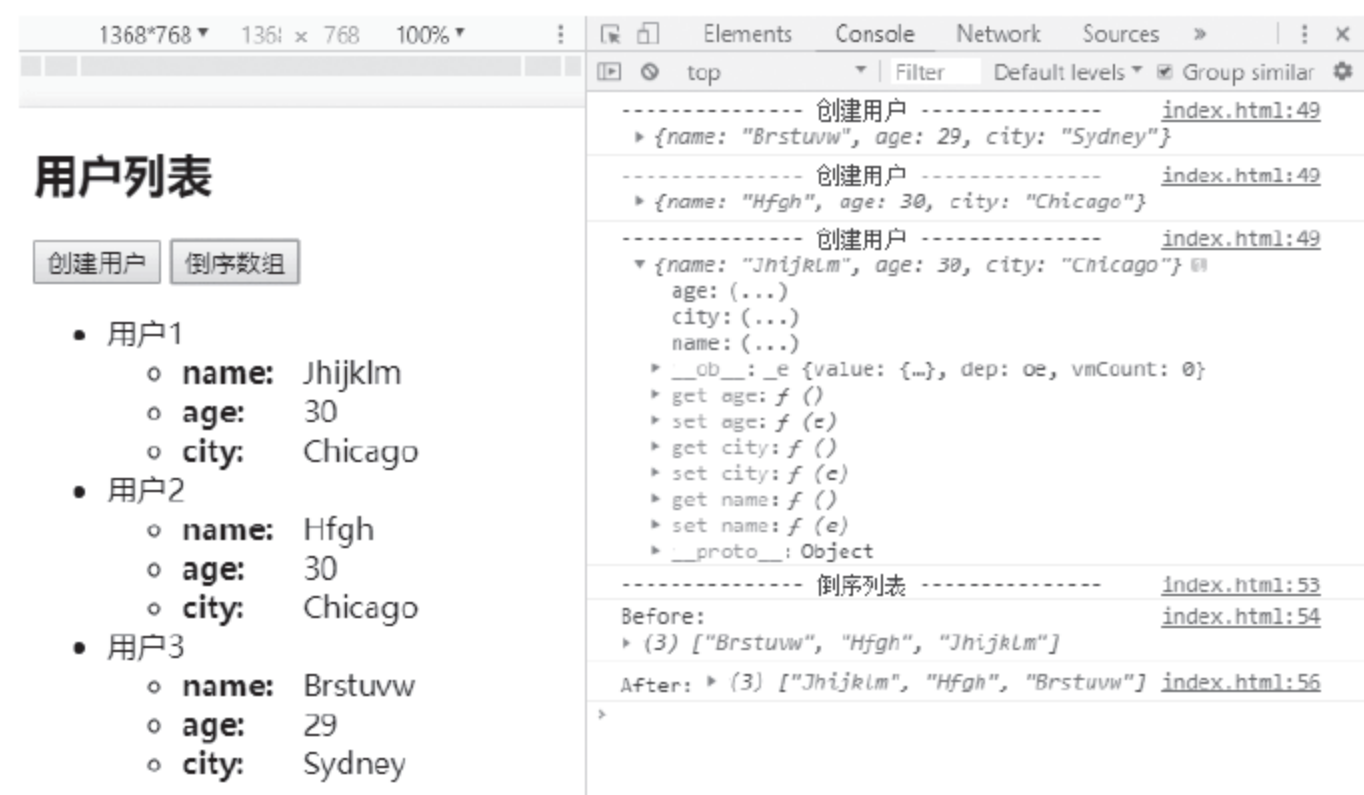 1368*768 ▼ 136 × 768 100% ▼
用户列表
创建用户 倒序数组
• 用户1
○ name: Jhijklm
○ age: 30
○ city: Chicago
• 用户2
○ name: Hfgh
○ age: 30
○ city: Chicago
• 用户3
○ name: Brstuvw
○ age: 29
○ city: Sydney
Elements Console Network Sources »
top ▼ Filter Default levels ▼ Group similar
--------------- 创建用户 --------------- index.html:49
▶ {name: "Brstuvw", age: 29, city: "Sydney"}
--------------- 创建用户 --------------- index.html:49
▶ {name: "Hfgh", age: 30, city: "Chicago"}
--------------- 创建用户 --------------- index.html:49
▼ {name: "Jhijklm", age: 30, city: "Chicago"}
age: (...)
city: (...)
name: (...)
▶ __ob__: _e {value: {…}, dep: oe, vmCount: 0}
▶ get age: ƒ ()
▶ set age: ƒ (e)
▶ get city: ƒ ()
▶ set city: ƒ (e)
▶ get name: ƒ ()
▶ set name: ƒ (e)
▶ __proto__: Object
--------------- 倒序列表 --------------- index.html:53
Before: index.html:54
▶ (3) ["Brstuvw", "Hfgh", "Jhijklm"]
After: ▶ (3) ["Jhijklm", "Hfgh", "Brstuvw"] index.html:56